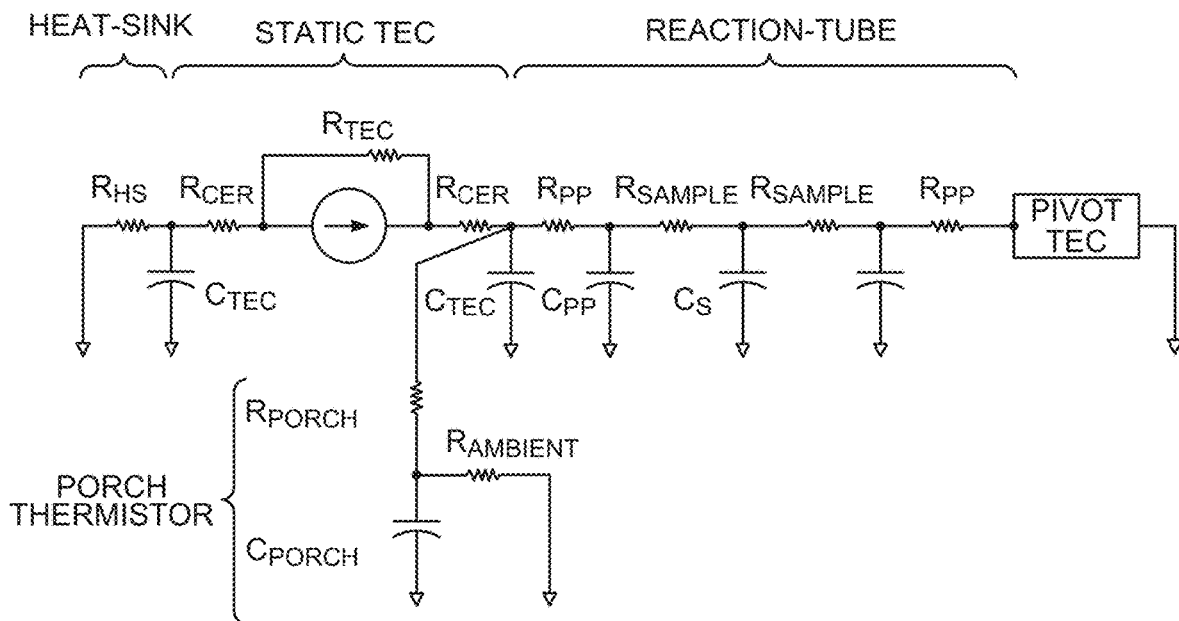 HEAT-SINK
STATIC TEC
REACTION-TUBE
RTEC
RHS
RCER
RCER
RPP
RSAMPLE
RSAMPLE
RPP
PIVOT
TEC
CTEC
CTEC
CPP
CS
RPORCH
RAMBIENT
PORCH
THERMISTOR
CPORCH